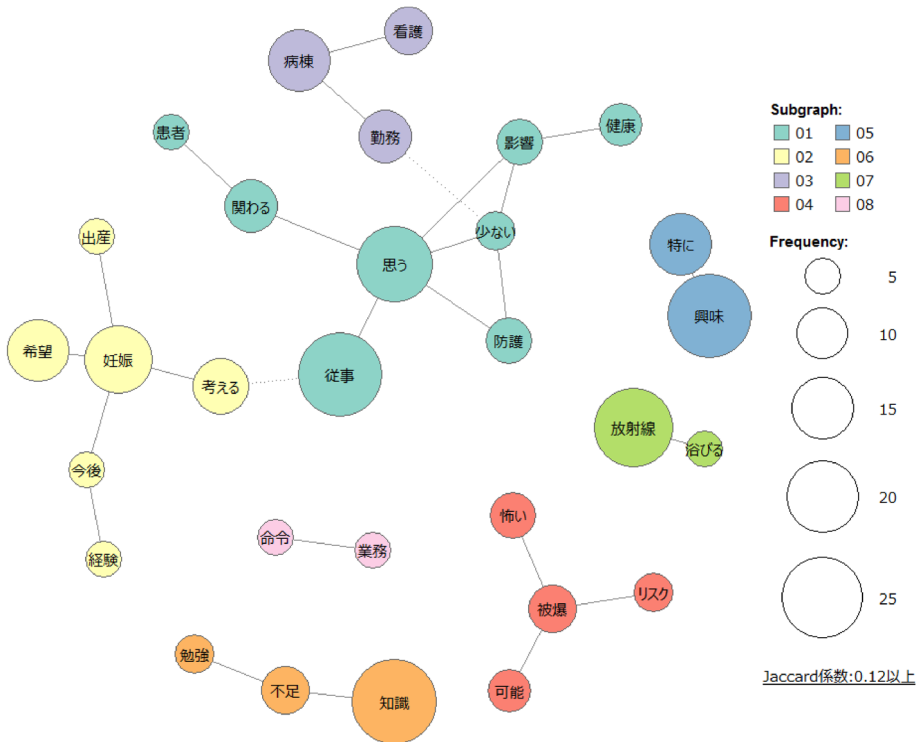 看護
病棟
患者
勤務
影響
健康
関わる
少ない
思う
出産
希望
妊娠
考える
従事
防護
今後
経験
特に
興味
放射線
浴びる
命令
業務
怖い
リスク
被爆
可能
勉強
不足
知識
Subgraph:
01 05
02 06
03 07
04 08
Frequency:
5
10
15
20
25
Jaccard係数:0.12以上